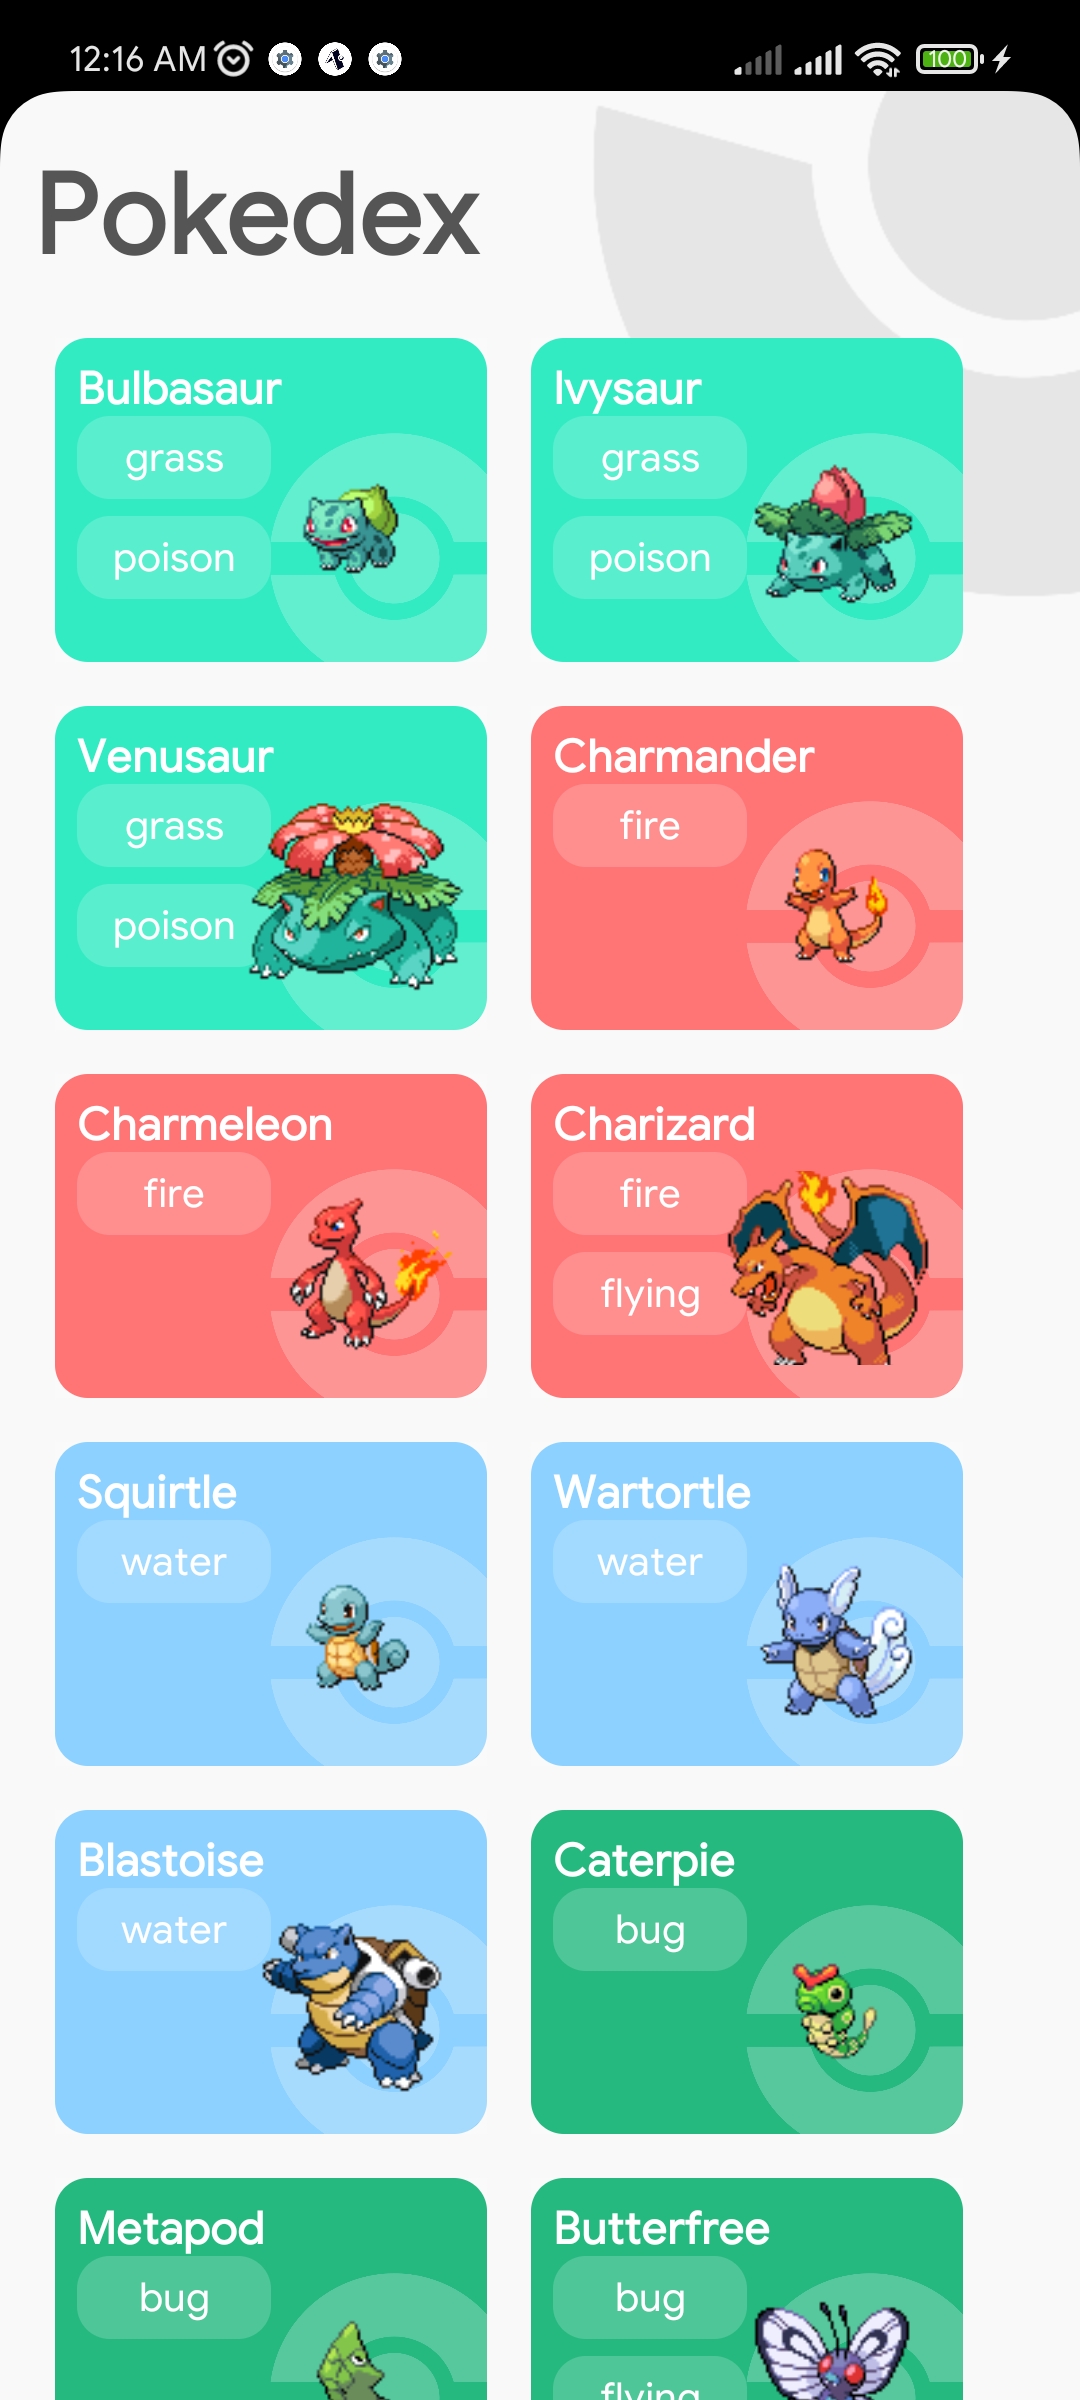 12:16 AM
100
Pokedex
Bulbasaur
grass
poison
Ivysaur
grass
poison
Venusaur
grass
poison
Charmander
fire
Charmeleon
fire
Charizard
fire
flying
Squirtle
water
Wartortle
water
Blastoise
water
Caterpie
bug
Metapod
bug
Butterfree
bug
flying